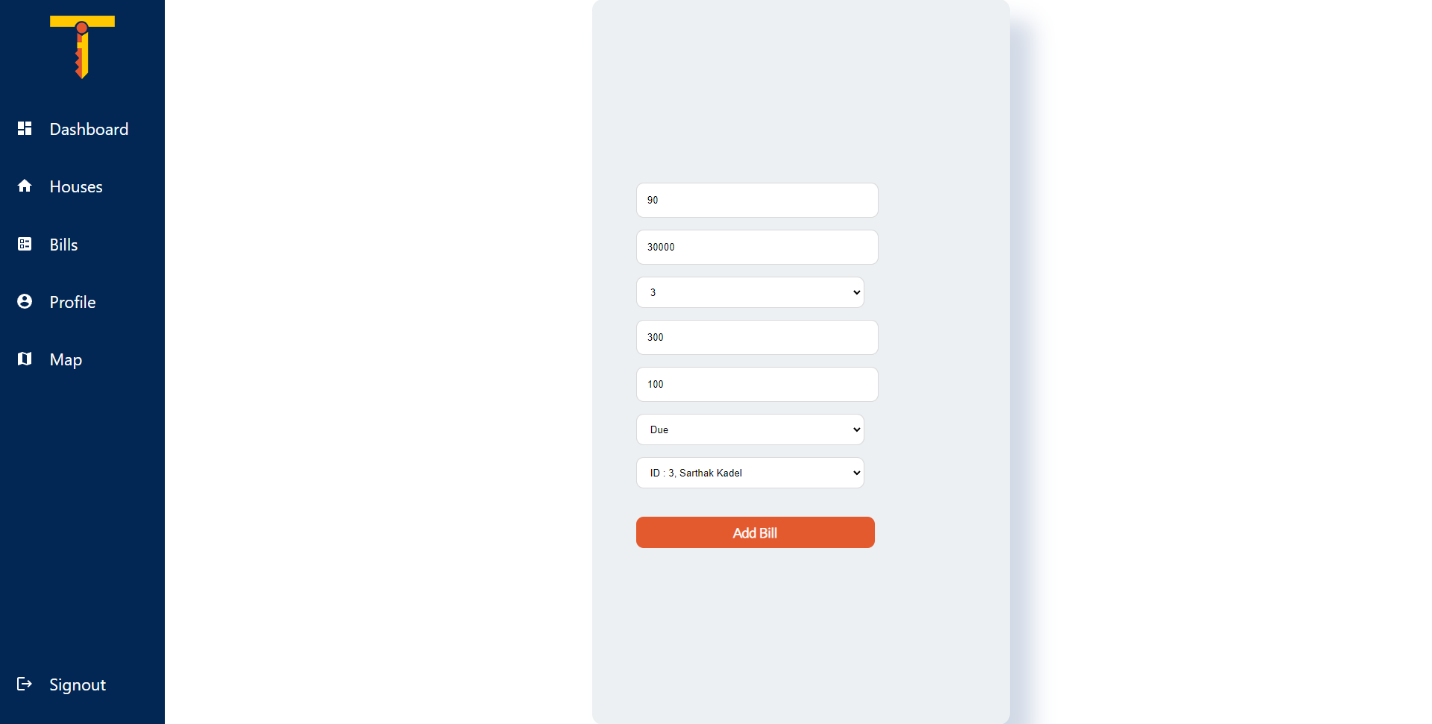 Dashboard
Houses
Bills
Profile
Map
Signout
90
30000
3
300
100
Due
ID : 3, Sarthak Kadel
Add Bill